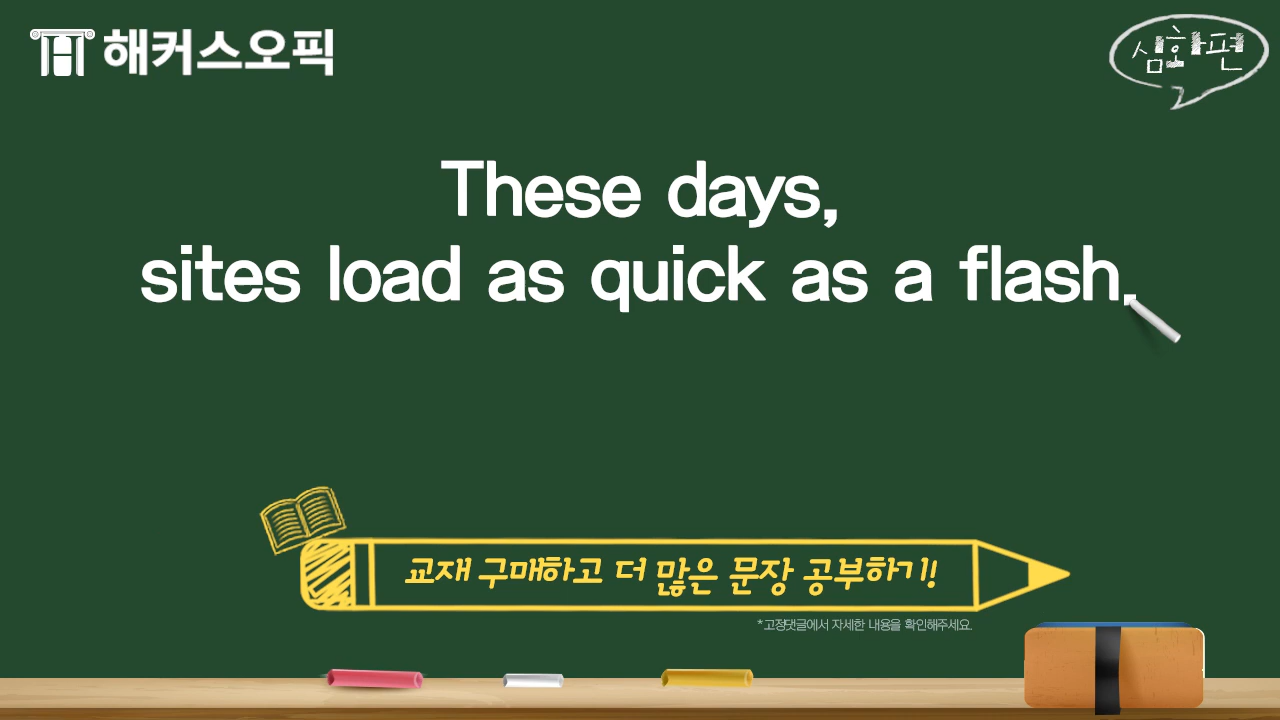 해커스오픽
심화편
These days,
sites load as quick as a flash.
교재 구매하고 더 많은 문장 공부하기!
*고정댓글에서 자세한 내용을 확인해주세요.